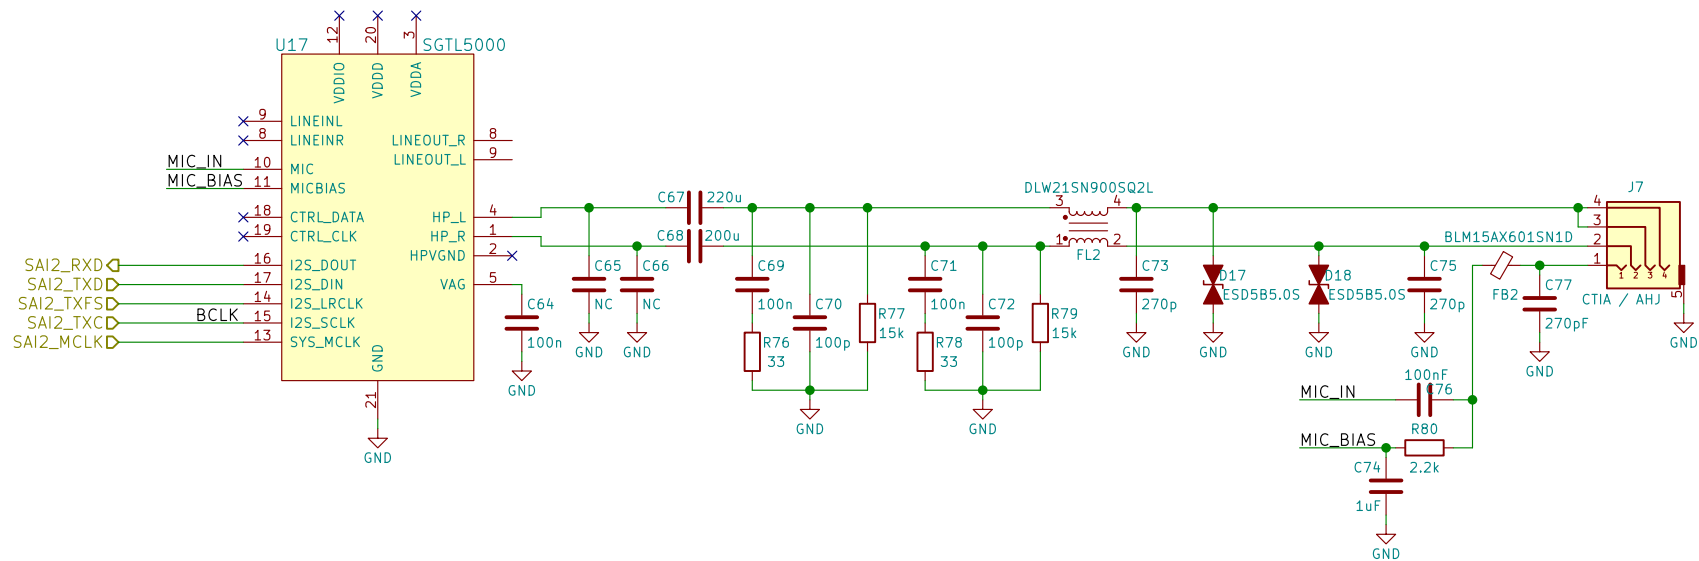 12
20
3
U17
SGTL5000
VDDIO
VDDD
VDDA
9
LINEINL
8
LINEINR
LINEOUT_R
8
LINEOUT_L
9
MIC_IN
10
MIC
MIC_BIAS
11
MICBIAS
18
CTRL_DATA
HP_L
4
19
CTRL_CLK
HP_R
1
HPVGND
2
SAI2_RXD
16
I2S_DOUT
SAI2_TXD
17
I2S_DIN
VAG
5
SAI2_TXFS
14
I2S_LRCLK
SAI2_TXC
BCLK
15
I2S_SCLK
SAI2_MCLK
13
SYS_MCLK
GND
21
GND
C64
100n
GND
C65
NC
GND
C66
NC
GND
C67
220u
C68
200u
C69
100n
R76
33
C70
100p
R77
15k
GND
C71
100n
R78
33
C72
100p
R79
15k
GND
DLW21SN900SQ2L
3
4
1
2
FL2
C73
270p
GND
D17
ESD5B5.0S
GND
D18
ESD5B5.0S
GND
C75
270p
GND
BLM15AX601SN1D
FB2
C77
270pF
GND
J7
4
3
2
1
1
2
3
4
5
CTIA / AHJ
GND
100nF
C76
MIC_IN
R80
MIC_BIAS
2.2k
C74
1uF
GND